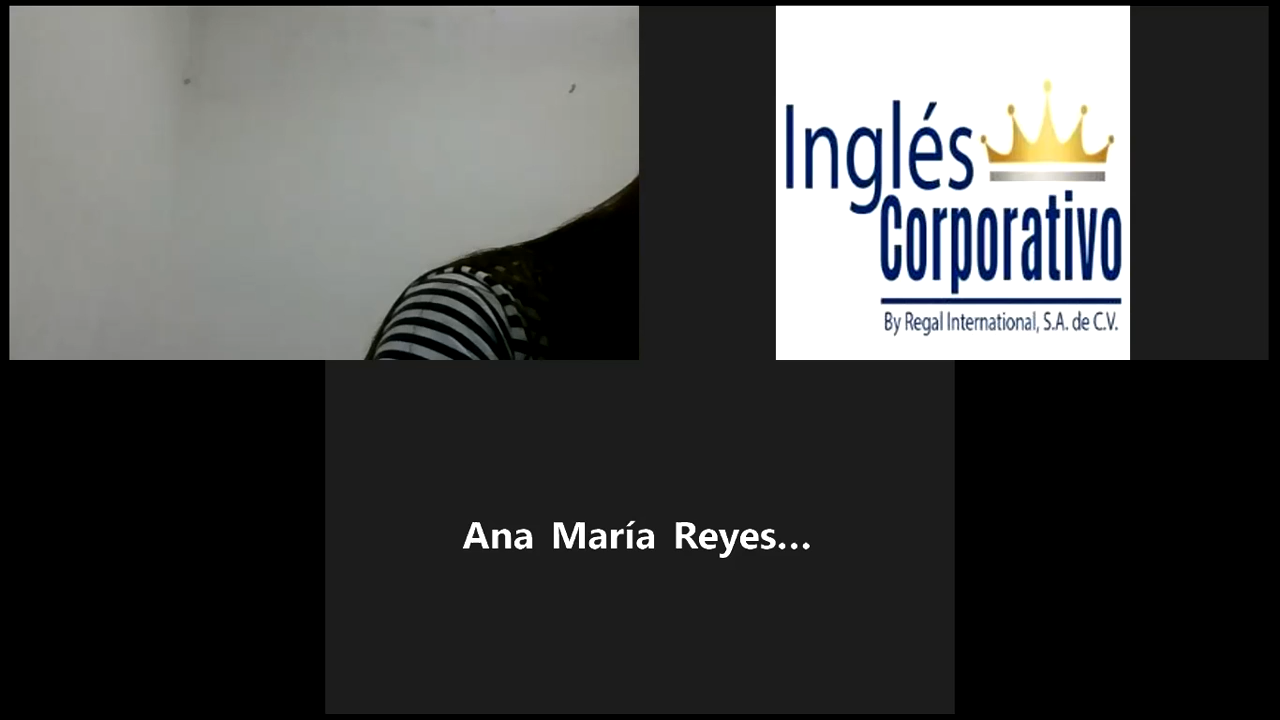 Inglés
Corporativo
By Regal International, S.A. de C.V.
Ana María Reyes...